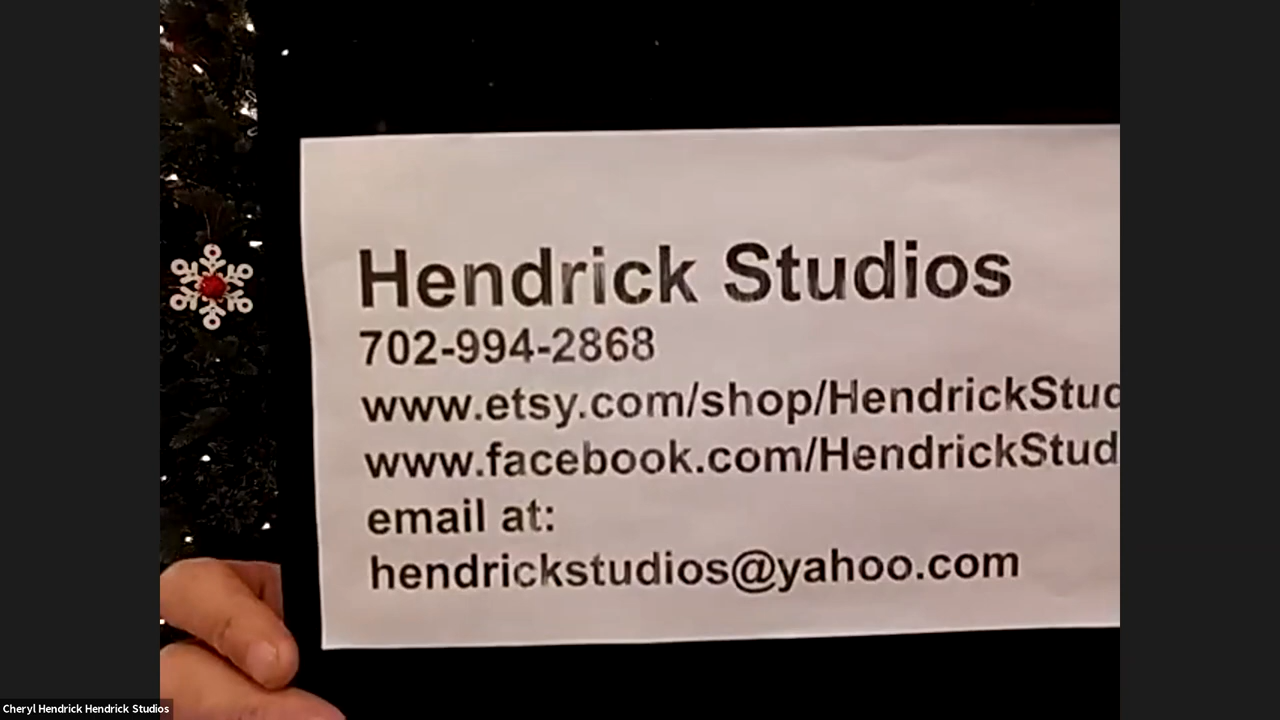 Hendrick Studios
702-994-2868
www.etsy.com/shop/HendrickStud
www.facebook.com/HendrickStud
email at:
hendrickstudios@yahoo.com
Cheryl Hendrick Hendrick Studios